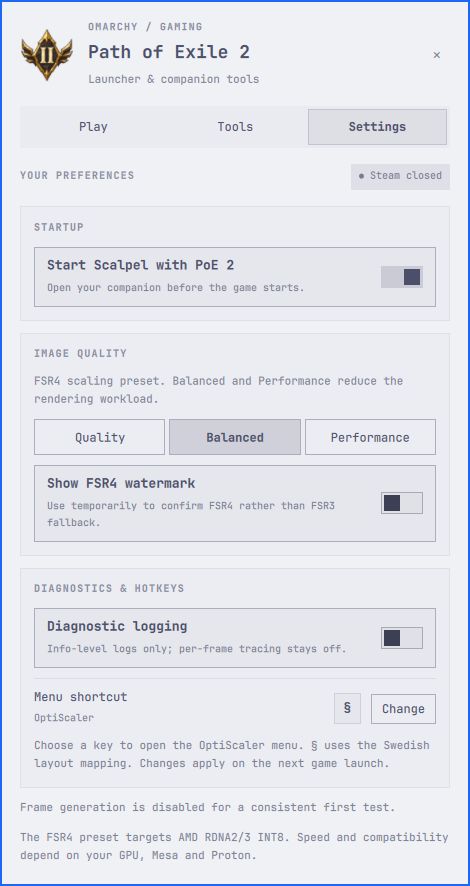 OMARCHY / GAMING
II
Path of Exile 2
×
Launcher & companion tools
Play
Tools
Settings
YOUR PREFERENCES
● Steam closed
STARTUP
Start Scalpel with PoE 2
Open your companion before the game starts.
IMAGE QUALITY
FSR4 scaling preset. Balanced and Performance reduce the
rendering workload.
Quality
Balanced
Performance
Show FSR4 watermark
Use temporarily to confirm FSR4 rather than FSR3
fallback.
DIAGNOSTICS & HOTKEYS
Diagnostic logging
Info-level logs only; per-frame tracing stays off.
Menu shortcut
OptiScaler
§
Change
Choose a key to open the OptiScaler menu. § uses the Swedish
layout mapping. Changes apply on the next game launch.
Frame generation is disabled for a consistent first test.
The FSR4 preset targets AMD RDNA2/3 INT8. Speed and compatibility
depend on your GPU, Mesa and Proton.